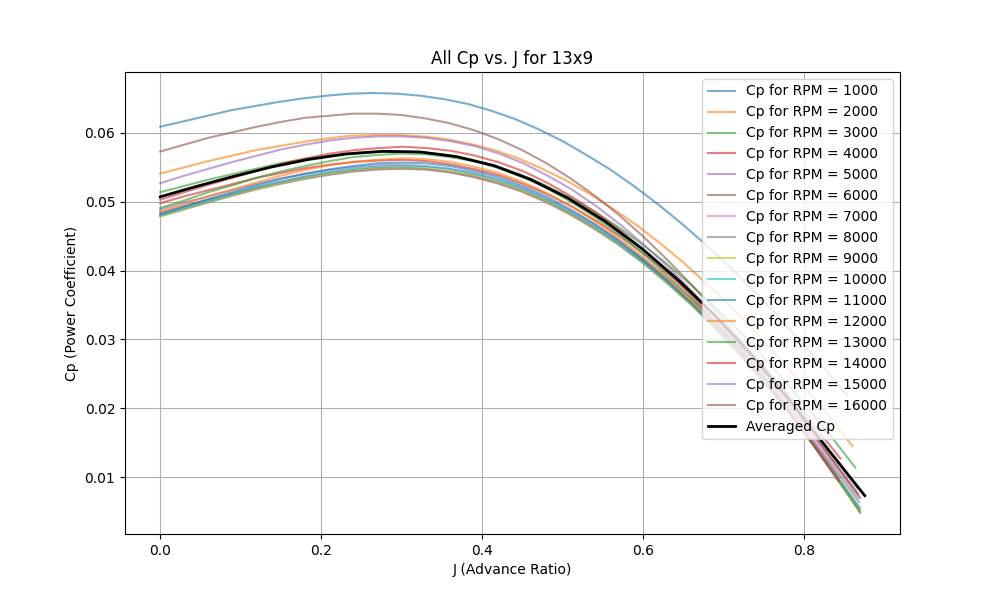 All Cp vs. J for 13x9
Cp (Power Coefficient)
0.06
0.05
0.04
0.03
0.02
0.01
0.0
0.2
0.4
0.6
0.8
J (Advance Ratio)
Cp for RPM = 1000
Cp for RPM = 2000
Cp for RPM = 3000
Cp for RPM = 4000
Cp for RPM = 5000
Cp for RPM = 6000
Cp for RPM = 7000
Cp for RPM = 8000
Cp for RPM = 9000
Cp for RPM = 10000
Cp for RPM = 11000
Cp for RPM = 12000
Cp for RPM = 13000
Cp for RPM = 14000
Cp for RPM = 15000
Cp for RPM = 16000
Averaged Cp